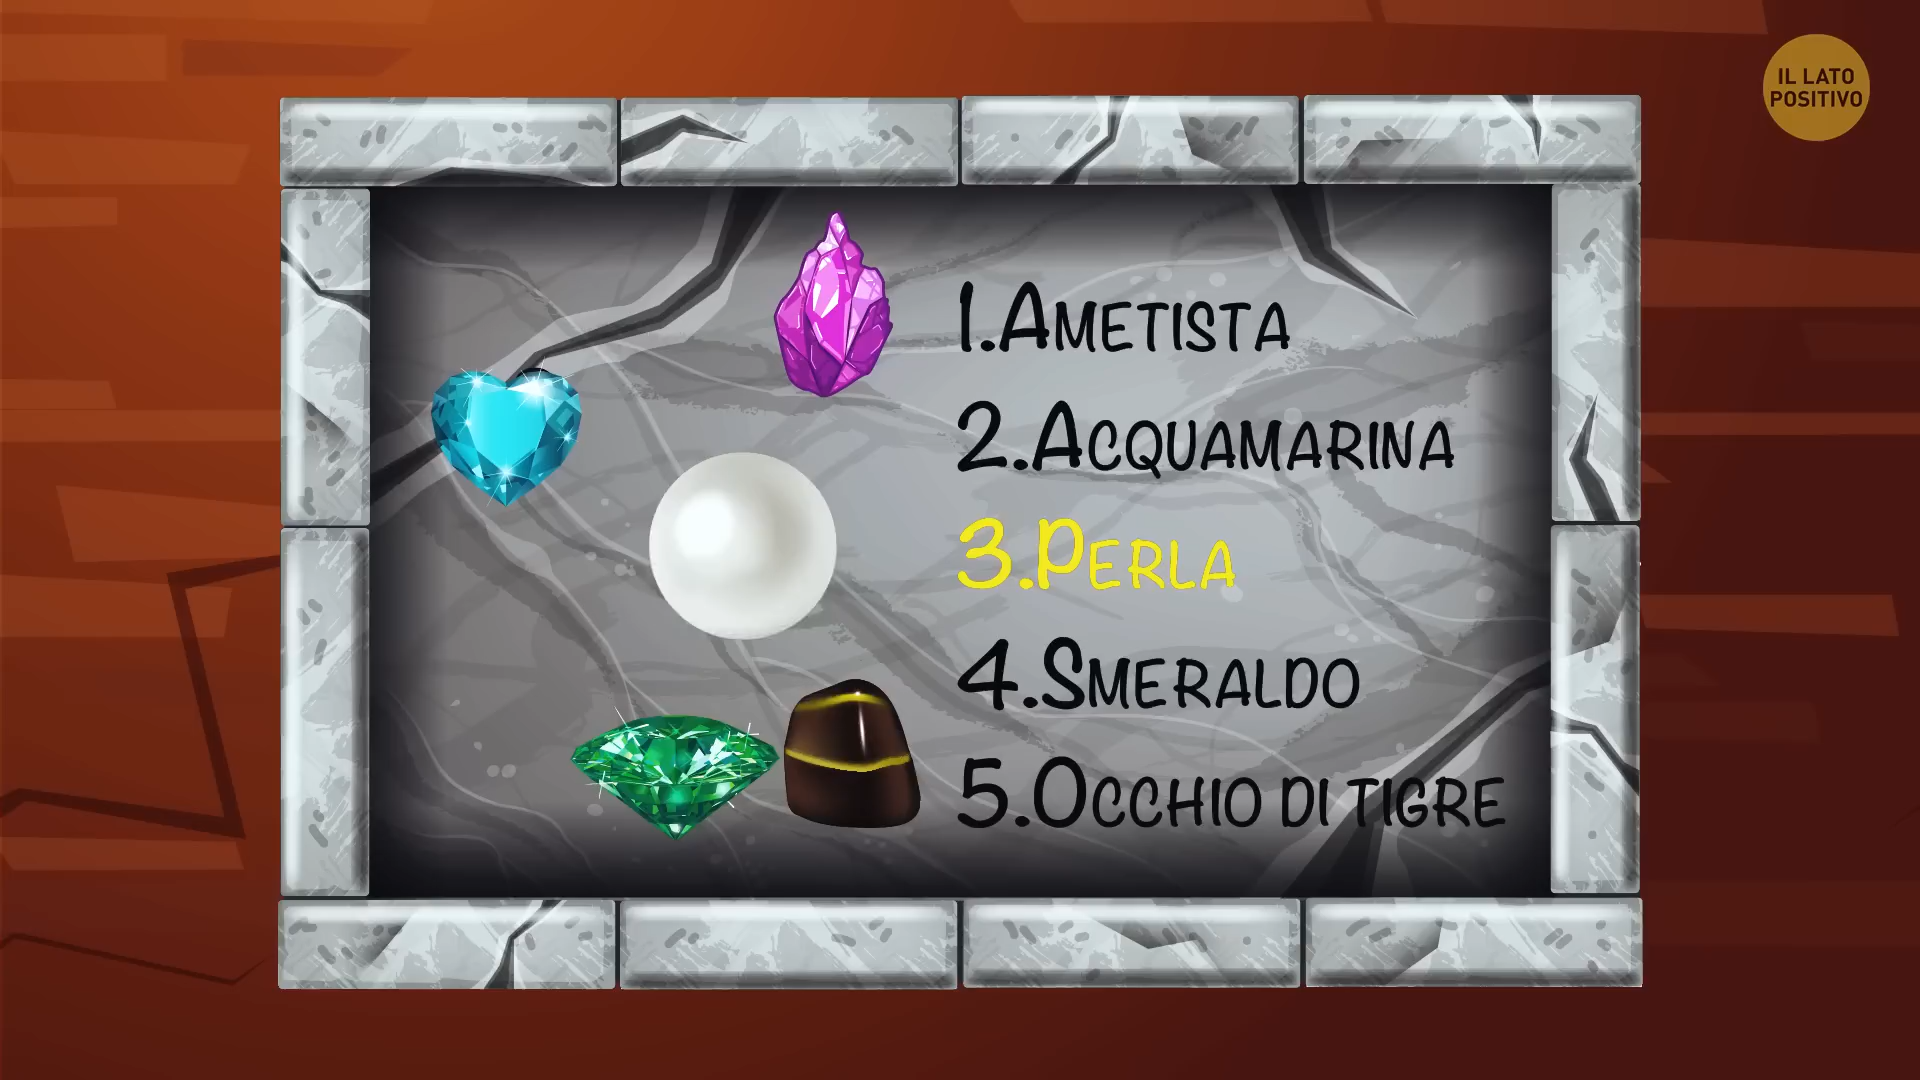 IL LATO
POSITIVO
1.AMETISTA
2.ACQUAMARINA
3.PERLA
4.SMERALDO
5.OCCHIO DI TIGRE